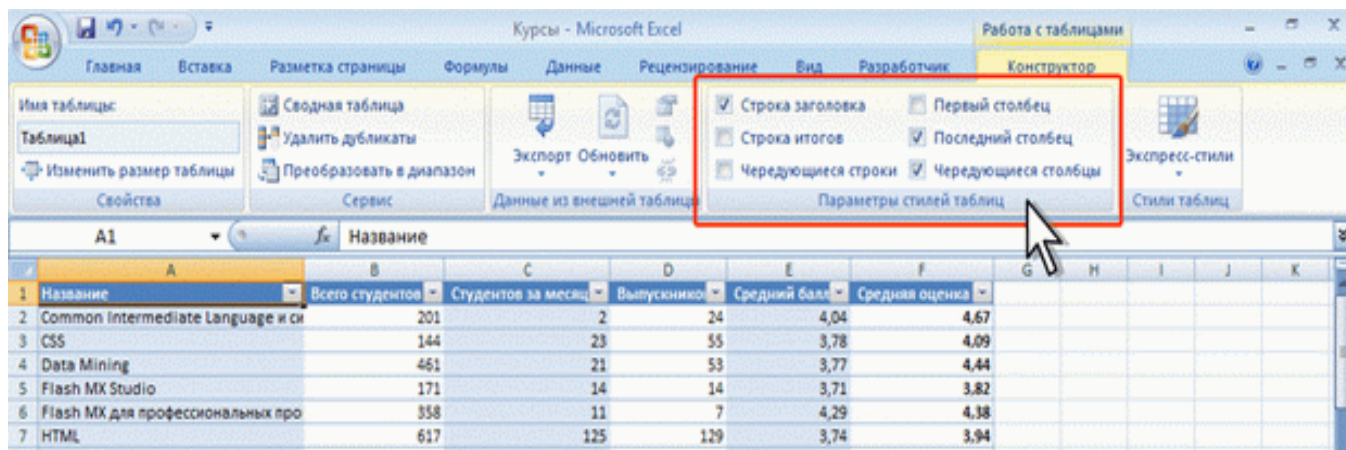 Курсы - Microsoft Excel Работа с таблицами
Главная Вставка Разметка страницы Формулы Данные Рецензирование Вид Разработчик Конструктор
Имя таблицы: Сводная таблица Строка заголовка Первый столбец
Таблица1 Удалить дубликаты Строка итогов Последний столбец
Изменить размер таблицы Преобразовать в диапазон Экспорт Обновить Чередующиеся строки Чередующиеся столбцы Экспресс-стили
Свойства Сервис Данные из внешней таблицы Параметры стилей таблиц Стили таблиц
A1 fx Название
A B C D E F G H I J K
1 Название Всего студентов Студентов за месяц Выпускников Средний балл Средняя оценка
2 Common Intermediate Language и си 201 2 24 4,04 4,67
3 CSS 144 23 55 3,78 4,09
4 Data Mining 461 21 53 3,77 4,44
5 Flash MX Studio 171 14 14 3,71 3,82
6 Flash MX для профессиональных про 358 11 7 4,29 4,38
7 HTML 617 125 129 3,74 3,94